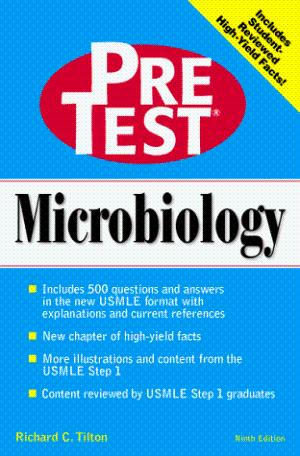 Includes
Student-
Reviewed
High-Yield Facts!
PRE
TEST®
Microbiology
Includes 500 questions and answers
in the new USMLE format with
explanations and current references
New chapter of high-yield facts
More illustrations and content from the
USMLE Step 1
Content reviewed by USMLE Step 1 graduates
Richard C. Tilton
Ninth Edition